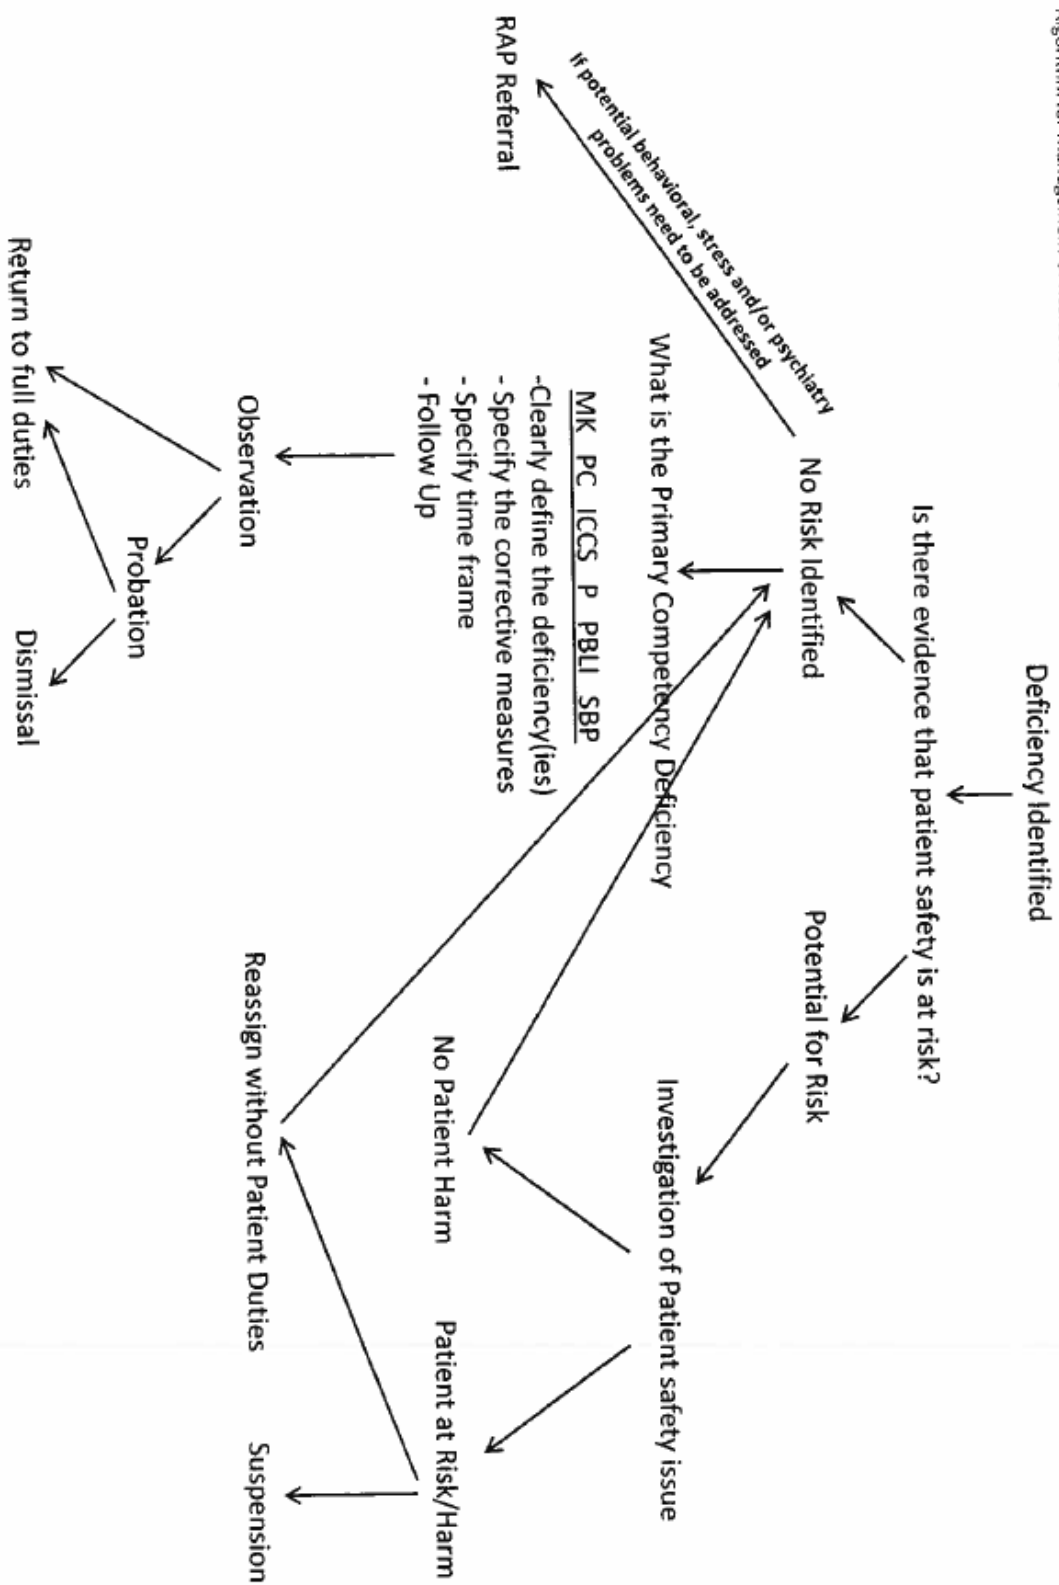 Deficiency Identified
Is there evidence that patient safety is at risk?
No Risk Identified
Potential for Risk
If potential behavioral, stress and/or psychiatry
problems need to be addressed
RAP Referral
What is the Primary Competency Deficiency
MK PC ICCS P PBLI SBP
-Clearly define the deficiency(ies)
- Specify the corrective measures
- Specify time frame
- Follow Up
Investigation of Patient safety issue
No Patient Harm
Patient at Risk/Harm
Observation
Reassign without Patient Duties
Suspension
Probation
Return to full duties
Dismissal